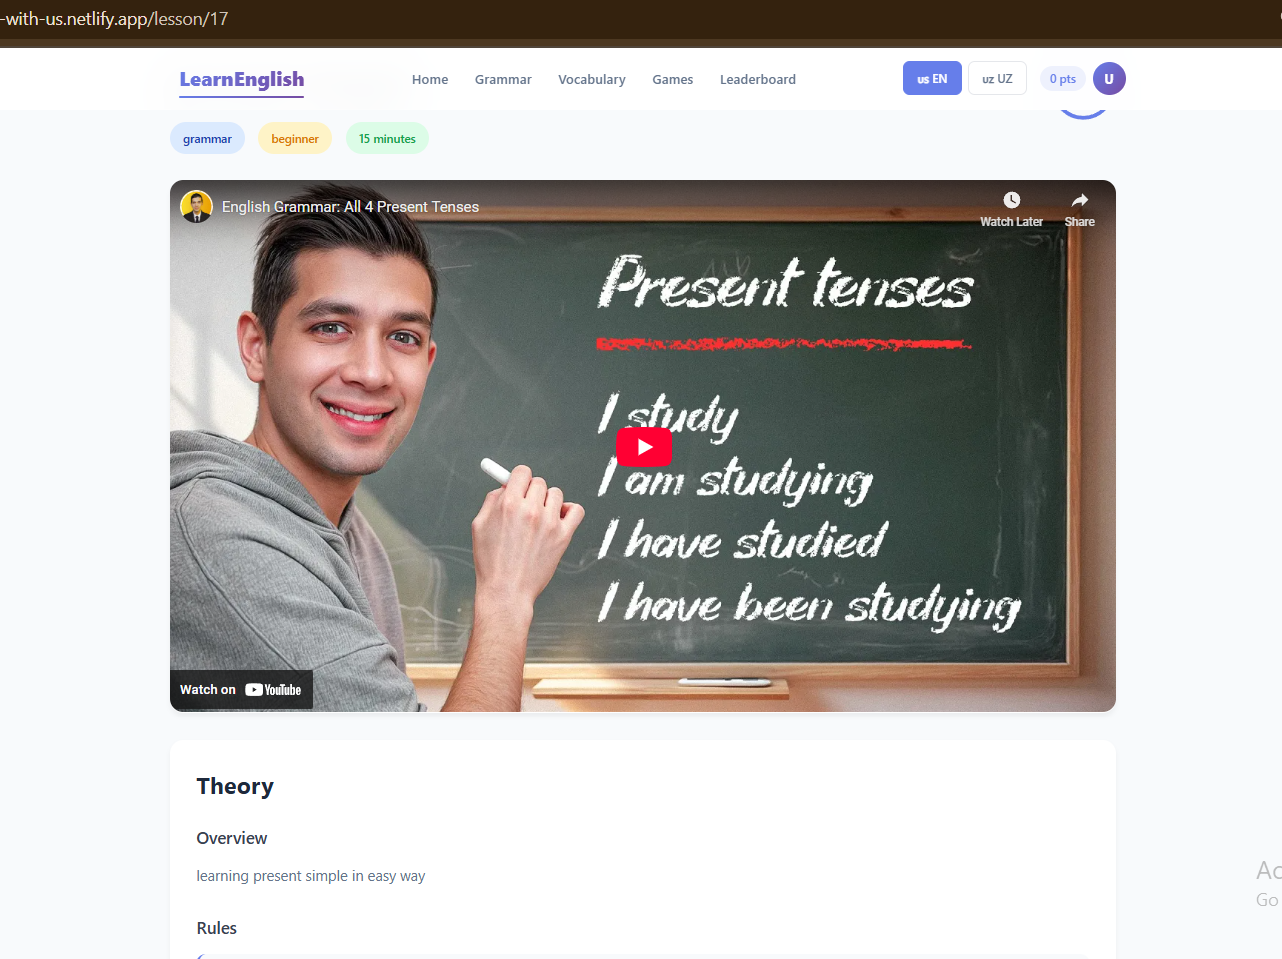 -with-us.netlify.app/lesson/17
LearnEnglish Home Grammar Vocabulary Games Leaderboard us EN uz UZ 0 pts U
grammar beginner 15 minutes
English Grammar: All 4 Present Tenses
Watch Later Share
Present tenses
I study
I am studying
I have studied
I have been studying
Watch on YouTube
Theory
Overview
learning present simple in easy way
Rules
Go